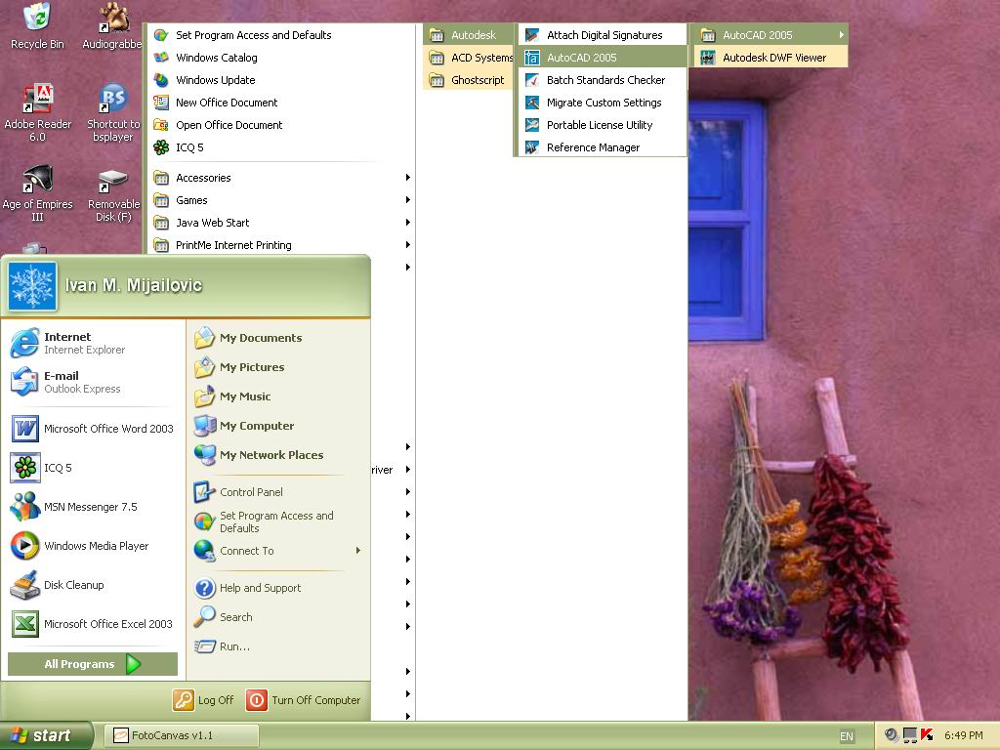 Recycle Bin
Audiograbbe
Adobe Reader
6.0
Shortcut to
bsplayer
Age of Empires
III
Removable
Disk (F)
Set Program Access and Defaults
Windows Catalog
Windows Update
New Office Document
Open Office Document
ICQ 5
Accessories
Games
Java Web Start
PrintMe Internet Printing
river
Autodesk
ACD Systems
Ghostscript
Attach Digital Signatures
AutoCAD 2005
Batch Standards Checker
Migrate Custom Settings
Portable License Utility
Reference Manager
AutoCAD 2005
Autodesk DWF Viewer
Ivan M. Mijailovic
Internet
Internet Explorer
E-mail
Outlook Express
Microsoft Office Word 2003
ICQ 5
MSN Messenger 7.5
Windows Media Player
Disk Cleanup
Microsoft Office Excel 2003
All Programs
My Documents
My Pictures
My Music
My Computer
My Network Places
Control Panel
Set Program Access and
Defaults
Connect To
Help and Support
Search
Run...
Log Off
Turn Off Computer
start
FotoCanvas v1.1
EN
6:49 PM